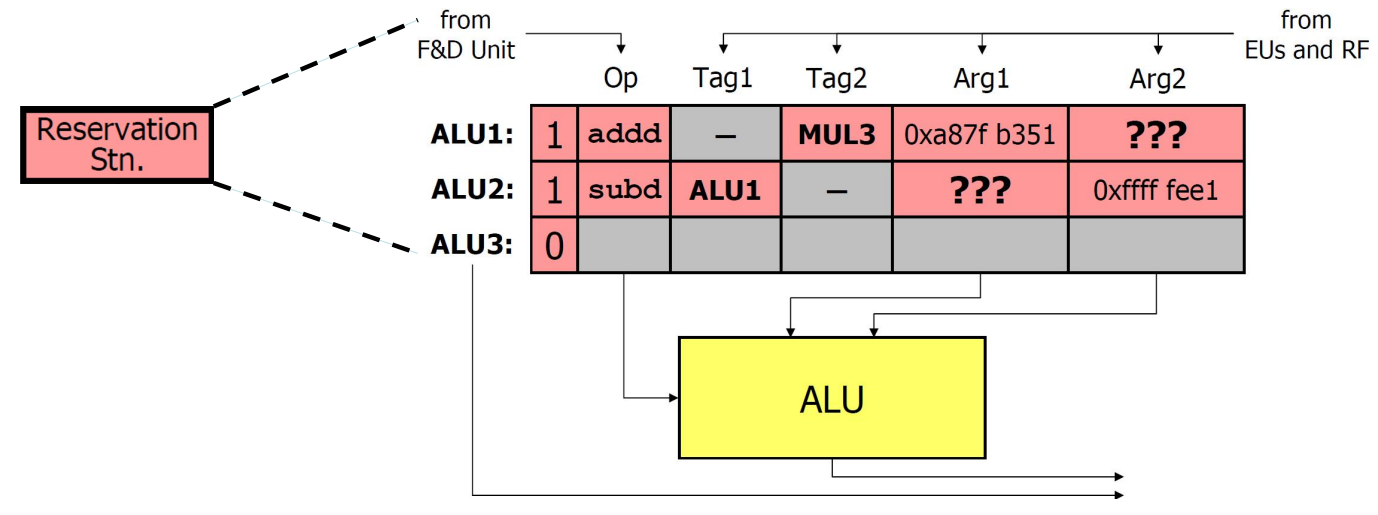 from
F&D Unit
from
EUs and RF
Op Tag1 Tag2 Arg1 Arg2
Reservation
Stn.
ALU1: 1 addd – MUL3 0xa87f b351 ???
ALU2: 1 subd ALU1 – ??? 0xffff fee1
ALU3: 0
ALU